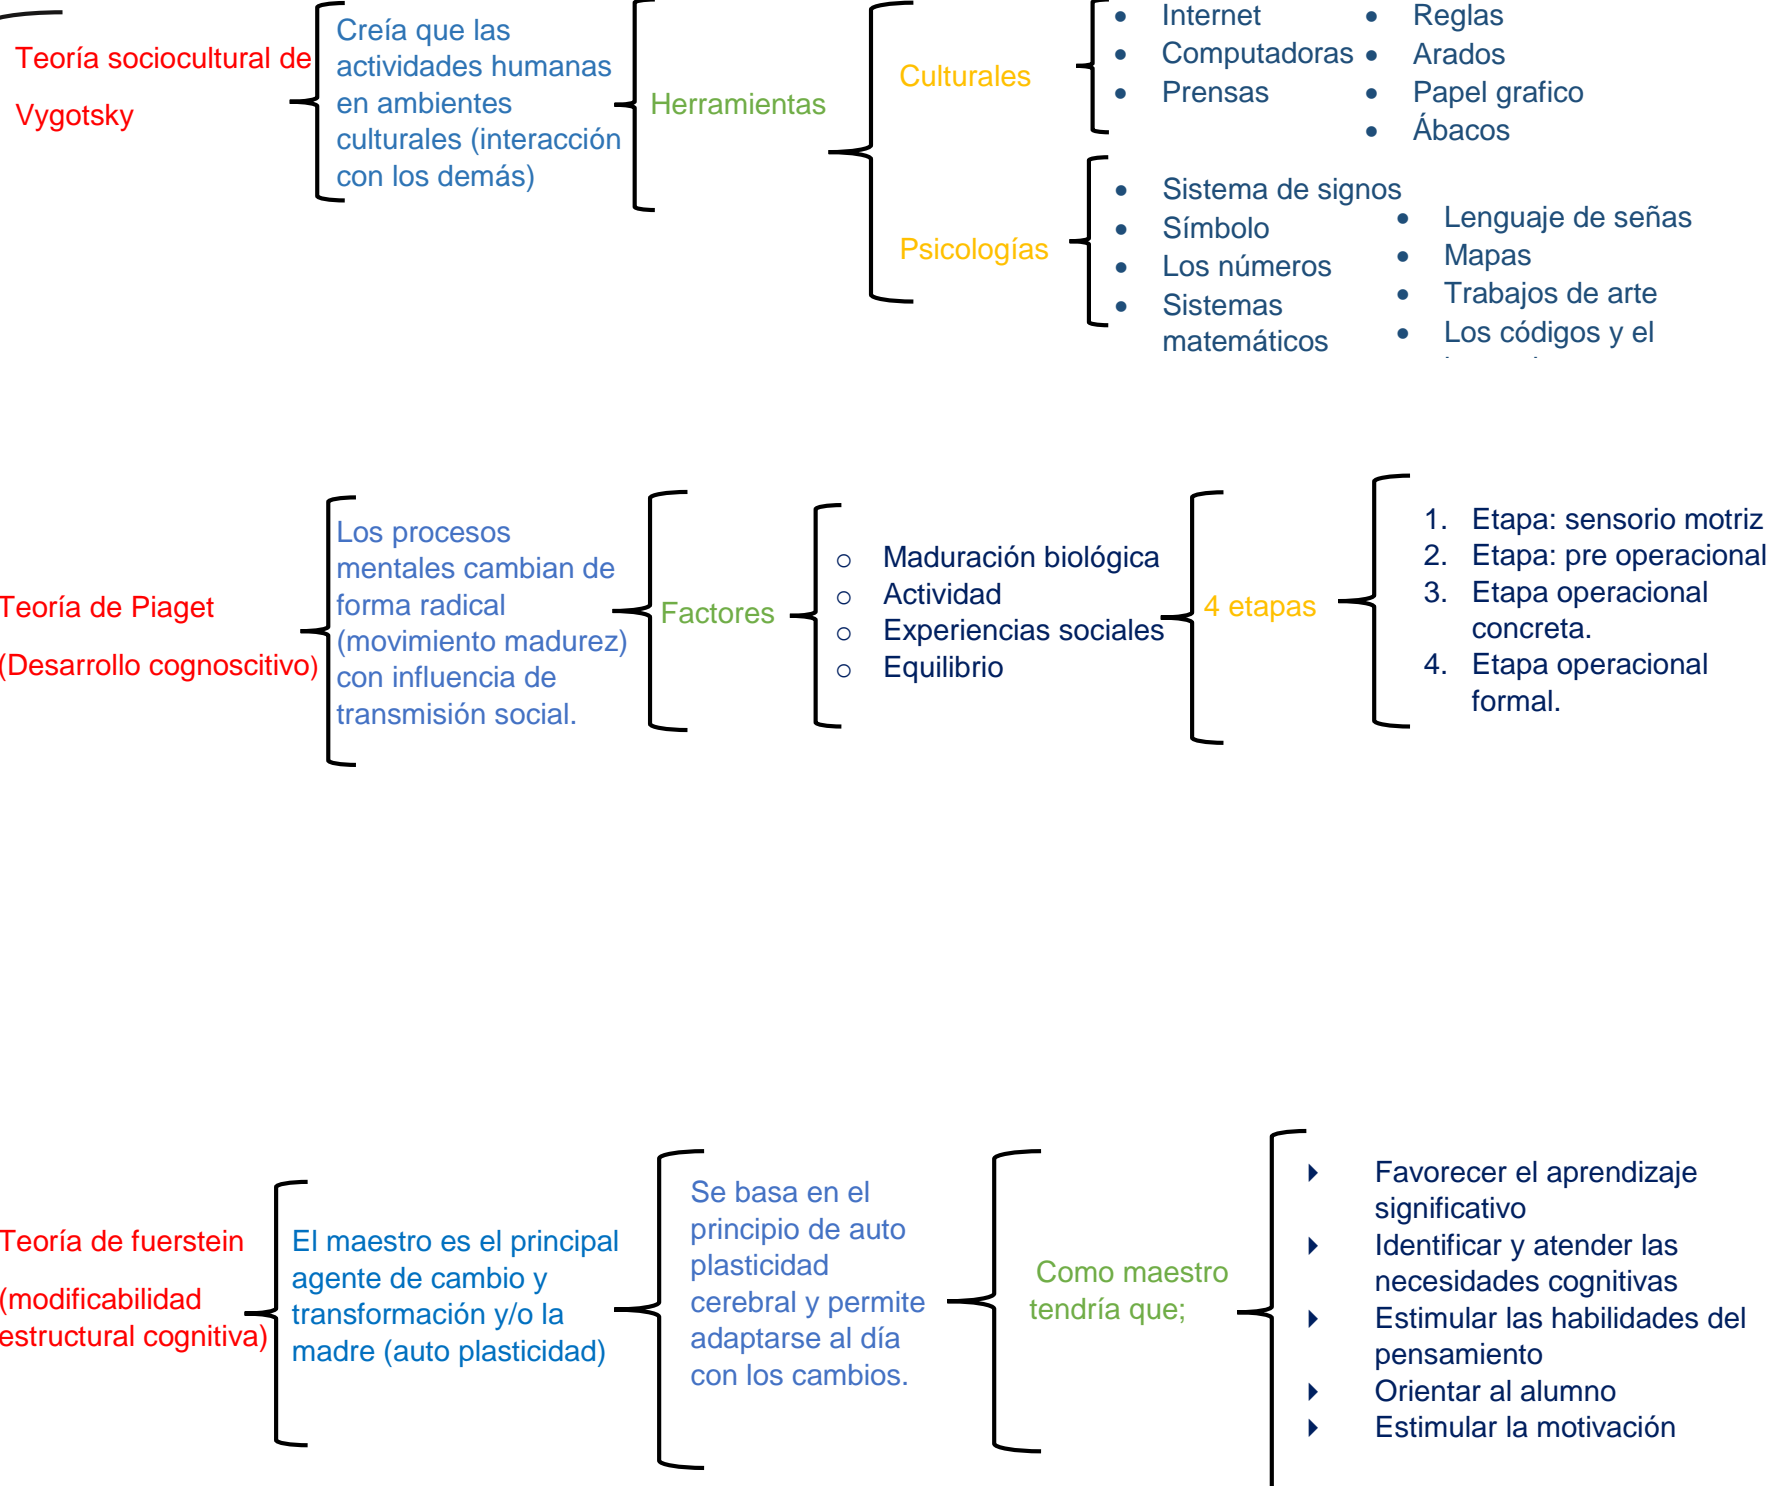 Teoría sociocultural de
Vygotsky
Creía que las
actividades humanas
en ambientes
culturales (interacción
con los demás)
Herramientas
Culturales
• Internet
• Computadoras
• Prensas
• Reglas
• Arados
• Papel grafico
• Ábacos
Psicologías
• Sistema de signos
• Símbolo
• Los números
• Sistemas
matemáticos
• Lenguaje de señas
• Mapas
• Trabajos de arte
• Los códigos y el
Teoría de Piaget
(Desarrollo cognoscitivo)
Los procesos
mentales cambian de
forma radical
(movimiento madurez)
con influencia de
transmisión social.
Factores
o Maduración biológica
o Actividad
o Experiencias sociales
o Equilibrio
4 etapas
1. Etapa: sensorio motriz
2. Etapa: pre operacional
3. Etapa operacional
concreta.
4. Etapa operacional
formal.
Teoría de fuerstein
(modificabilidad
estructural cognitiva)
El maestro es el principal
agente de cambio y
transformación y/o la
madre (auto plasticidad)
Se basa en el
principio de auto
plasticidad
cerebral y permite
adaptarse al día
con los cambios.
Como maestro
tendría que;
Favorecer el aprendizaje
significativo
Identificar y atender las
necesidades cognitivas
Estimular las habilidades del
pensamiento
Orientar al alumno
Estimular la motivación